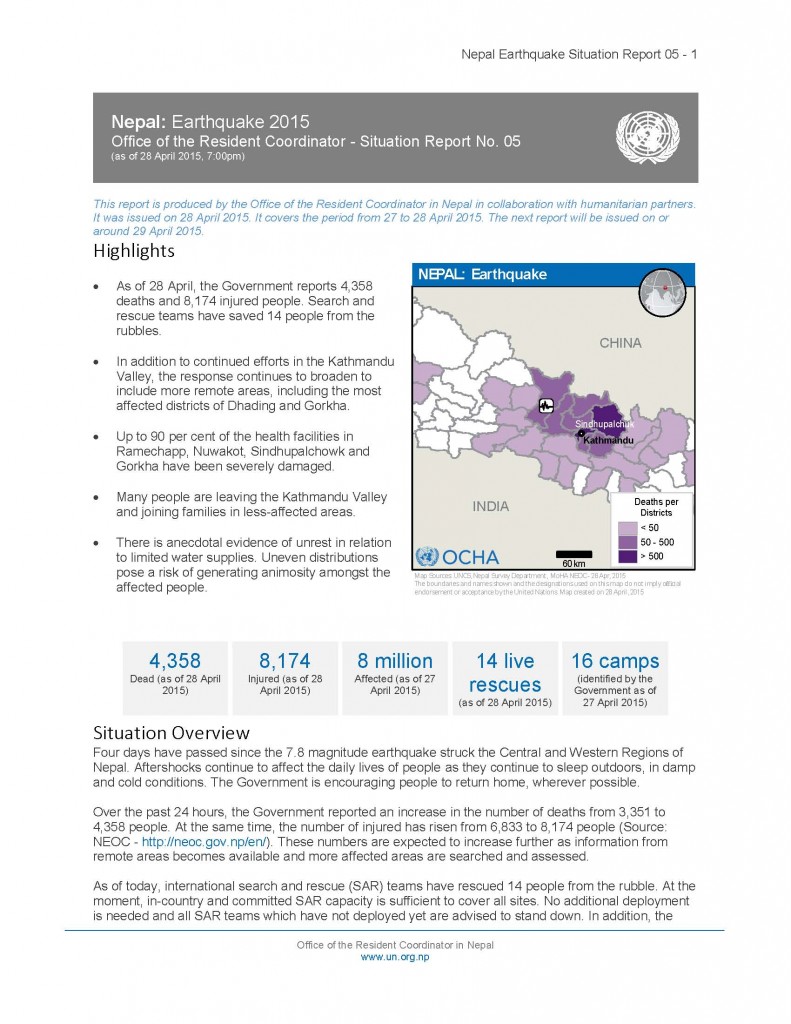 Nepal Earthquake Situation Report 05 - 1
Nepal: Earthquake 2015
Office of the Resident Coordinator - Situation Report No. 05
(as of 28 April 2015, 7:00pm)
This report is produced by the Office of the Resident Coordinator in Nepal in collaboration with humanitarian partners.
It was issued on 28 April 2015. It covers the period from 27 to 28 April 2015. The next report will be issued on or
around 29 April 2015.
Highlights
• As of 28 April, the Government reports 4,358
deaths and 8,174 injured people. Search and
rescue teams have saved 14 people from the
rubbles.
• In addition to continued efforts in the Kathmandu
Valley, the response continues to broaden to
include more remote areas, including the most
affected districts of Dhading and Gorkha.
• Up to 90 per cent of the health facilities in
Ramechapp, Nuwakot, Sindhupalchowk and
Gorkha have been severely damaged.
• Many people are leaving the Kathmandu Valley
and joining families in less-affected areas.
• There is anecdotal evidence of unrest in relation
to limited water supplies. Uneven distributions
pose a risk of generating animosity amongst the
affected people.
NEPAL: Earthquake
CHINA
Sindhupalchuk
Kathmandu
INDIA
Deaths per
Districts
< 50
50 - 500
> 500
OCHA
60 km
Map Sources: UNCS, Nepal Survey Department, MoHA NEOC - 28 Apr, 2015
The boundaries and names shown and the designations used on this map do not imply official
endorsement or acceptance by the United Nations. Map created on 28 April, 2015
4,358
Dead (as of 28 April
2015)
8,174
Injured (as of 28
April 2015)
8 million
Affected (as of 27
April 2015)
14 live
rescues
(as of 28 April 2015)
16 camps
(identified by the
Government as of
27 April 2015)
Situation Overview
Four days have passed since the 7.8 magnitude earthquake struck the Central and Western Regions of
Nepal. Aftershocks continue to affect the daily lives of people as they continue to sleep outdoors, in damp
and cold conditions. The Government is encouraging people to return home, wherever possible.
Over the past 24 hours, the Government reported an increase in the number of deaths from 3,351 to
4,358 people. At the same time, the number of injured has risen from 6,833 to 8,174 people (Source:
NEOC - http://neoc.gov.np/en/). These numbers are expected to increase further as information from
remote areas becomes available and more affected areas are searched and assessed.
As of today, international search and rescue (SAR) teams have rescued 14 people from the rubble. At the
moment, in-country and committed SAR capacity is sufficient to cover all sites. No additional deployment
is needed and all SAR teams which have not deployed yet are advised to stand down. In addition, the
Office of the Resident Coordinator in Nepal
www.un.org.np